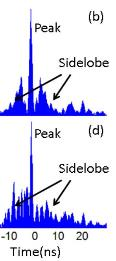 (b)
Peak
Sidelobe
(d)
Peak
Sidelobe
-10 0 10 20
Time(ns)